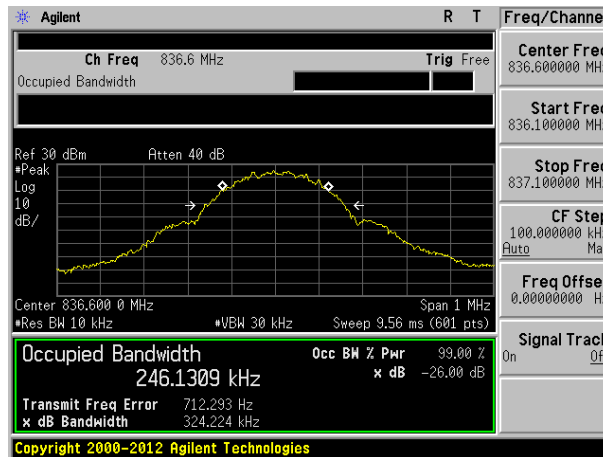 Agilent R T Freq/Channe
Ch Freq 836.6 MHz Trig Free
Occupied Bandwidth
Center Freq
836.600000 MH
Start Freq
836.100000 MH
Stop Freq
837.100000 MH
CF Step
100.000000 kH
Auto Ma
Freq Offse
0.00000000 H
Signal Track
On Of
Ref 30 dBm Atten 40 dB
#Peak
Log
10
dB/
Center 836.600 0 MHz Span 1 MHz
#Res BW 10 kHz #VBW 30 kHz Sweep 9.56 ms (601 pts)
Occupied Bandwidth Occ BW % Pwr 99.00 %
246.1309 kHz x dB -26.00 dB
Transmit Freq Error 712.293 Hz
x dB Bandwidth 324.224 kHz
Copyright 2000-2012 Agilent Technologies